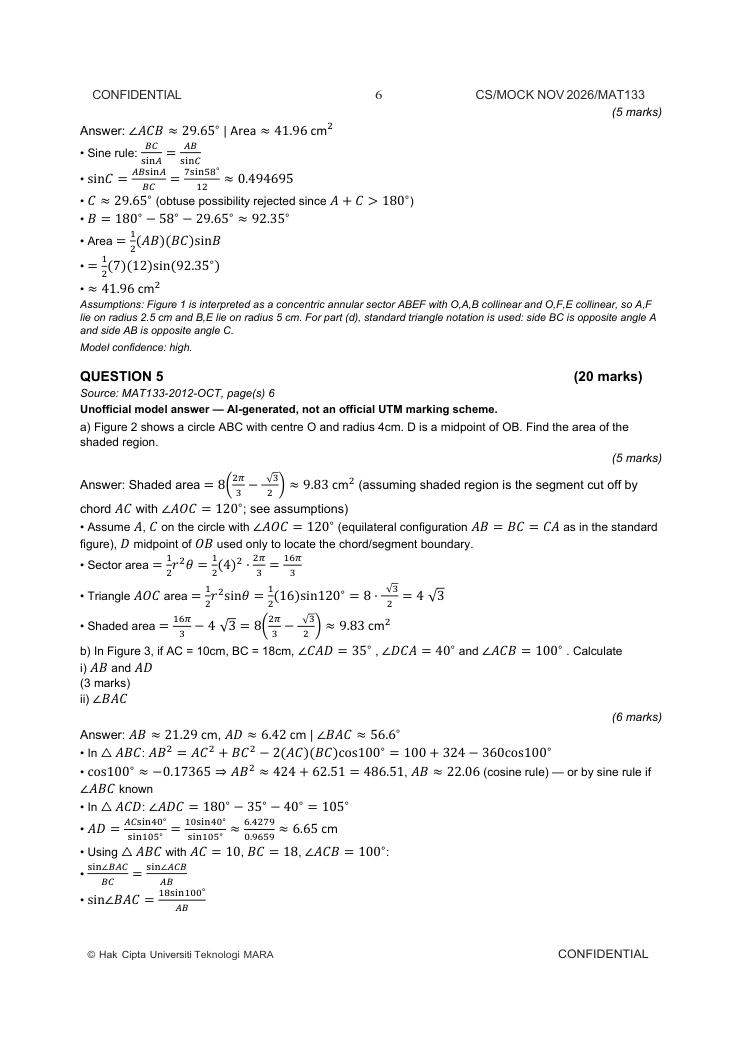 CONFIDENTIAL 6 CS/MOCK NOV 2026/MAT133
(5 marks)
Answer: ∠ACB ≈ 29.65° | Area ≈ 41.96 cm²
• Sine rule: BC/sinA = AB/sinC
• sinC = ABsinA/BC = 7sin58°/12 ≈ 0.494695
• C ≈ 29.65° (obtuse possibility rejected since A + C > 180°)
• B = 180° − 58° − 29.65° ≈ 92.35°
• Area = 1/2(AB)(BC)sinB
• = 1/2(7)(12)sin(92.35°)
• ≈ 41.96 cm²
Assumptions: Figure 1 is interpreted as a concentric annular sector ABEF with O,A,B collinear and O,F,E collinear, so A,F
lie on radius 2.5 cm and B,E lie on radius 5 cm. For part (d), standard triangle notation is used: side BC is opposite angle A
and side AB is opposite angle C.
Model confidence: high.
QUESTION 5 (20 marks)
Source: MAT133-2012-OCT, page(s) 6
Unofficial model answer — AI-generated, not an official UTM marking scheme.
a) Figure 2 shows a circle ABC with centre O and radius 4cm. D is a midpoint of OB. Find the area of the
shaded region.
(5 marks)
Answer: Shaded area = 8(2π/3 − √3/2) ≈ 9.83 cm² (assuming shaded region is the segment cut off by
chord AC with ∠AOC = 120°; see assumptions)
• Assume A, C on the circle with ∠AOC = 120° (equilateral configuration AB = BC = CA as in the standard
figure), D midpoint of OB used only to locate the chord/segment boundary.
• Sector area = 1/2r²θ = 1/2(4)² · 2π/3 = 16π/3
• Triangle AOC area = 1/2r²sinθ = 1/2(16)sin120° = 8 · √3/2 = 4 √3
• Shaded area = 16π/3 − 4 √3 = 8(2π/3 − √3/2) ≈ 9.83 cm²
b) In Figure 3, if AC = 10cm, BC = 18cm, ∠CAD = 35° , ∠DCA = 40° and ∠ACB = 100° . Calculate
i) AB and AD
(3 marks)
ii) ∠BAC
(6 marks)
Answer: AB ≈ 21.29 cm, AD ≈ 6.42 cm | ∠BAC ≈ 56.6°
• In △ ABC: AB² = AC² + BC² − 2(AC)(BC)cos100° = 100 + 324 − 360cos100°
• cos100° ≈ −0.17365 ⇒ AB² ≈ 424 + 62.51 = 486.51, AB ≈ 22.06 (cosine rule) — or by sine rule if
∠ABC known
• In △ ACD: ∠ADC = 180° − 35° − 40° = 105°
• AD = ACsin40°/sin105° = 10sin40°/sin105° ≈ 6.4279/0.9659 ≈ 6.65 cm
• Using △ ABC with AC = 10, BC = 18, ∠ACB = 100°:
• sin∠BAC/BC = sin∠ACB/AB
• sin∠BAC = 18sin100°/AB
© Hak Cipta Universiti Teknologi MARA CONFIDENTIAL